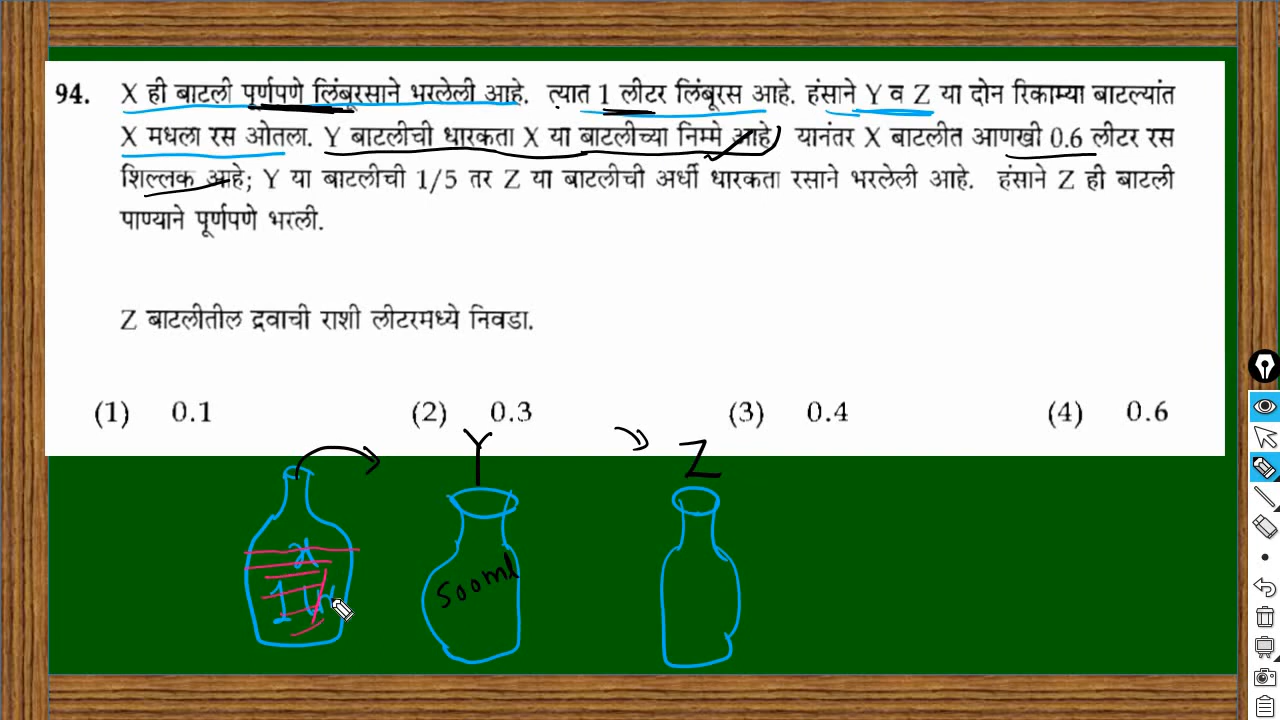 94. X ही बाटली पूर्णपणे लिंबूरसाने भरलेली आहे. त्यात 1 लीटर लिंबूरस आहे. हंसाने Y व Z या दोन रिकाम्या बाटल्यांत
X मधला रस ओतला. Y बाटलीची धारकता X या बाटलीच्या निम्मे आहे. यानंतर X बाटलीत आणखी 0.6 लीटर रस
शिल्लक आहे; Y या बाटलीची 1/5 तर Z या बाटलीची अर्धी धारकता रसाने भरलेली आहे. हंसाने Z ही बाटली
पाण्याने पूर्णपणे भरली.
Z बाटलीतील द्रवाची राशी लीटरमध्ये निवडा.
(1) 0.1 (2) 0.3 (3) 0.4 (4) 0.6
Y Z
x
500ml